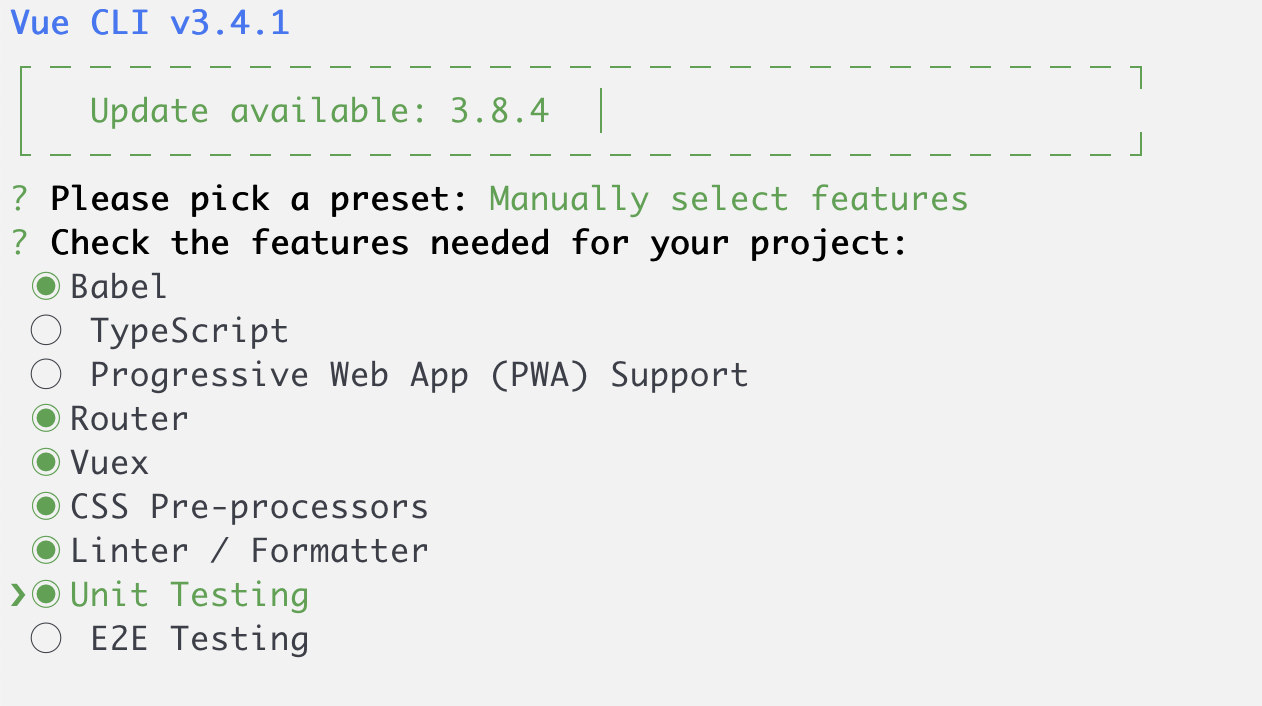 Vue CLI v3.4.1
Update available: 3.8.4
? Please pick a preset: Manually select features
? Check the features needed for your project:
◉ Babel
◯ TypeScript
◯ Progressive Web App (PWA) Support
◉ Router
◉ Vuex
◉ CSS Pre-processors
◉ Linter / Formatter
❯◉ Unit Testing
◯ E2E Testing